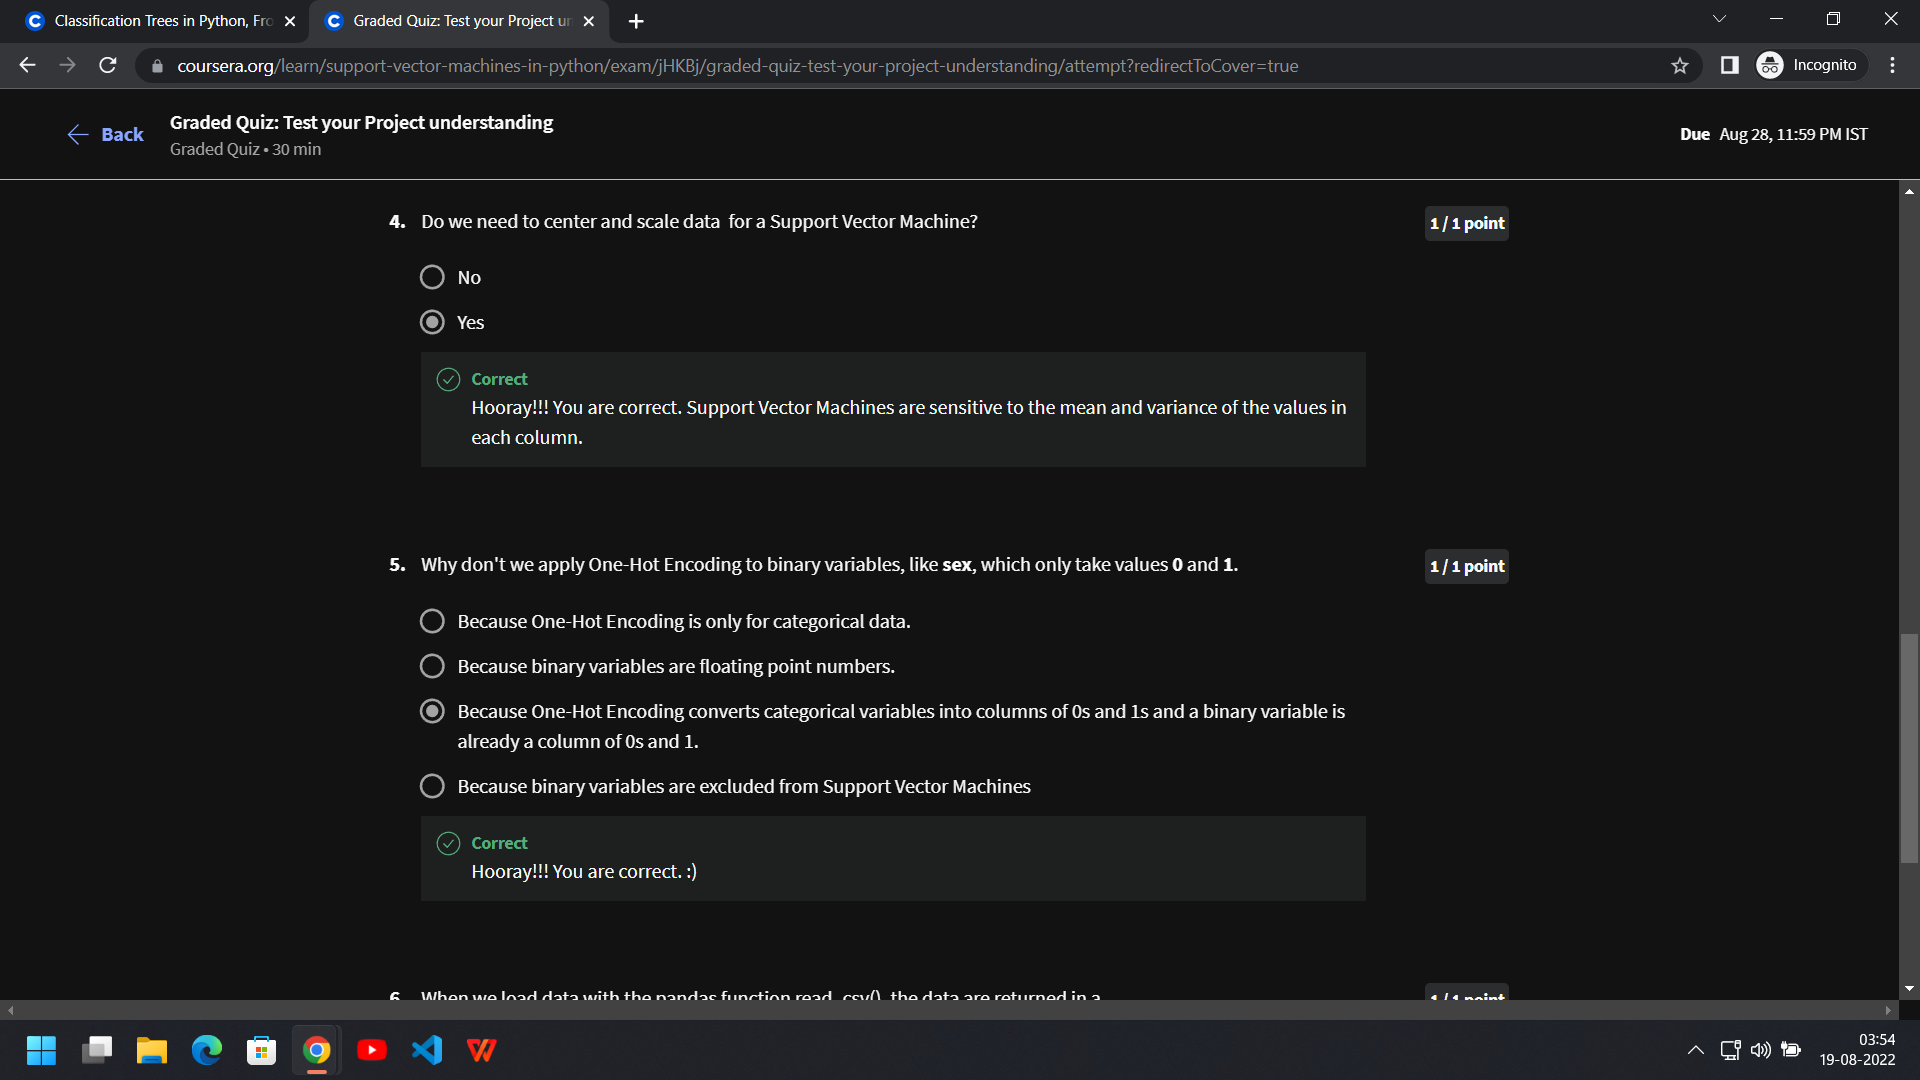 Classification Trees in Python, Fro
Graded Quiz: Test your Project un
coursera.org/learn/support-vector-machines-in-python/exam/jHKBj/graded-quiz-test-your-project-understanding/attempt?redirectToCover=true
Incognito
Back
Graded Quiz: Test your Project understanding
Graded Quiz • 30 min
Due Aug 28, 11:59 PM IST
4. Do we need to center and scale data for a Support Vector Machine?
1 / 1 point
No
Yes
Correct
Hooray!!! You are correct. Support Vector Machines are sensitive to the mean and variance of the values in
each column.
5. Why don't we apply One-Hot Encoding to binary variables, like sex, which only take values 0 and 1.
1 / 1 point
Because One-Hot Encoding is only for categorical data.
Because binary variables are floating point numbers.
Because One-Hot Encoding converts categorical variables into columns of 0s and 1s and a binary variable is
already a column of 0s and 1.
Because binary variables are excluded from Support Vector Machines
Correct
Hooray!!! You are correct. :)
6. When we load data with the pandas function read_csv(), the data are returned in a
1 / 1 point
03:54
19-08-2022